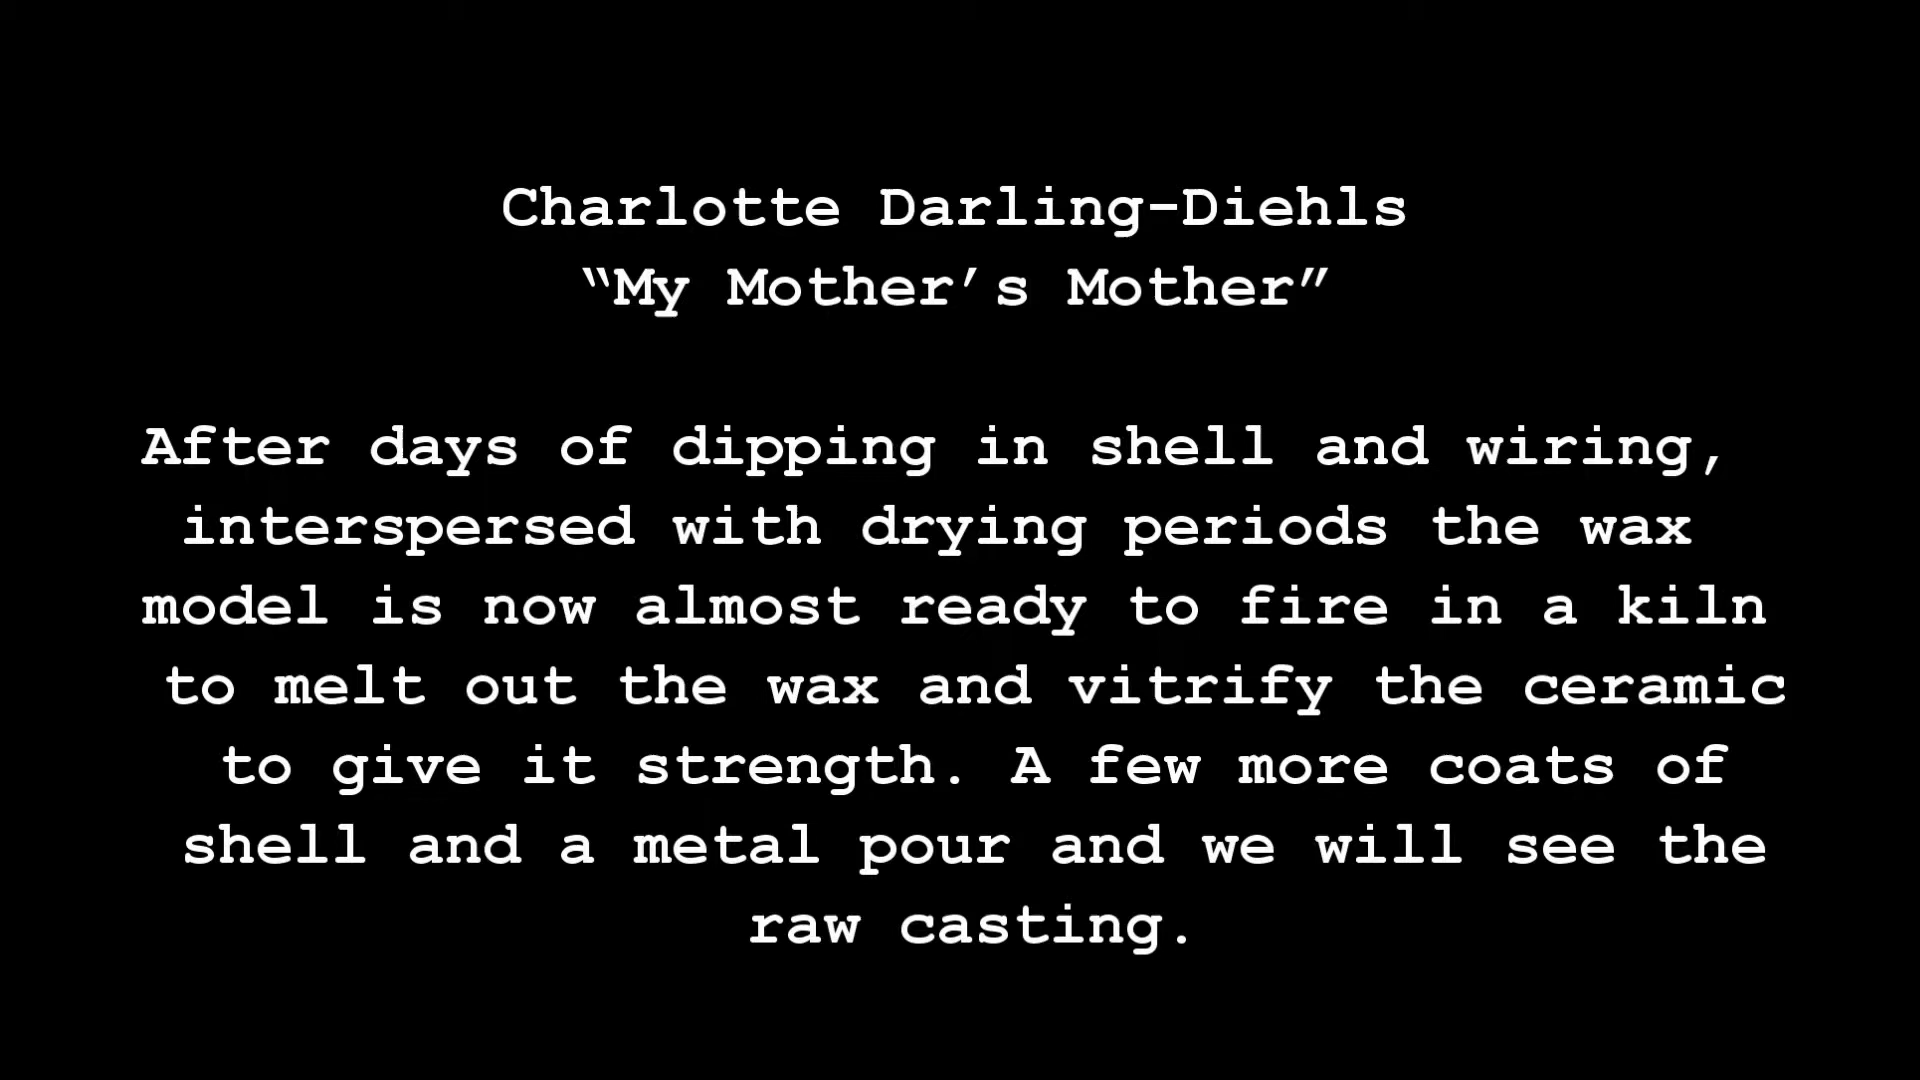 Charlotte Darling-Diehls
“My Mother’s Mother”
After days of dipping in shell and wiring,
interspersed with drying periods the wax
model is now almost ready to fire in a kiln
to melt out the wax and vitrify the ceramic
to give it strength. A few more coats of
shell and a metal pour and we will see the
raw casting.